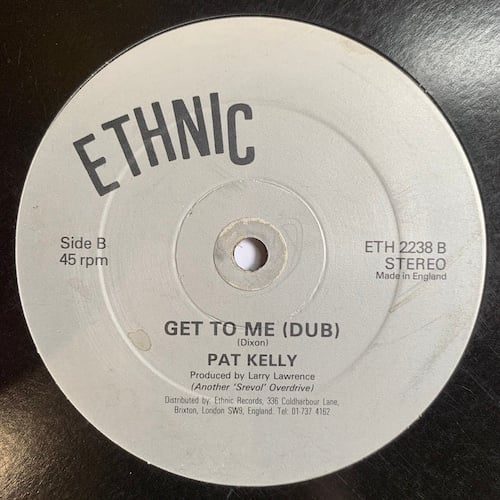 ETHNIC
Side B
45 rpm
ETH 2238 B
STEREO
Made in England
GET TO ME (DUB)
(Dixon)
PAT KELLY
Produced by Larry Lawrence
(Another 'Srevol' Overdrive)
Distributed by: Ethnic Records, 336 Coldharbour Lane,
Brixton, London SW9, England. Tel: 01-737 4162